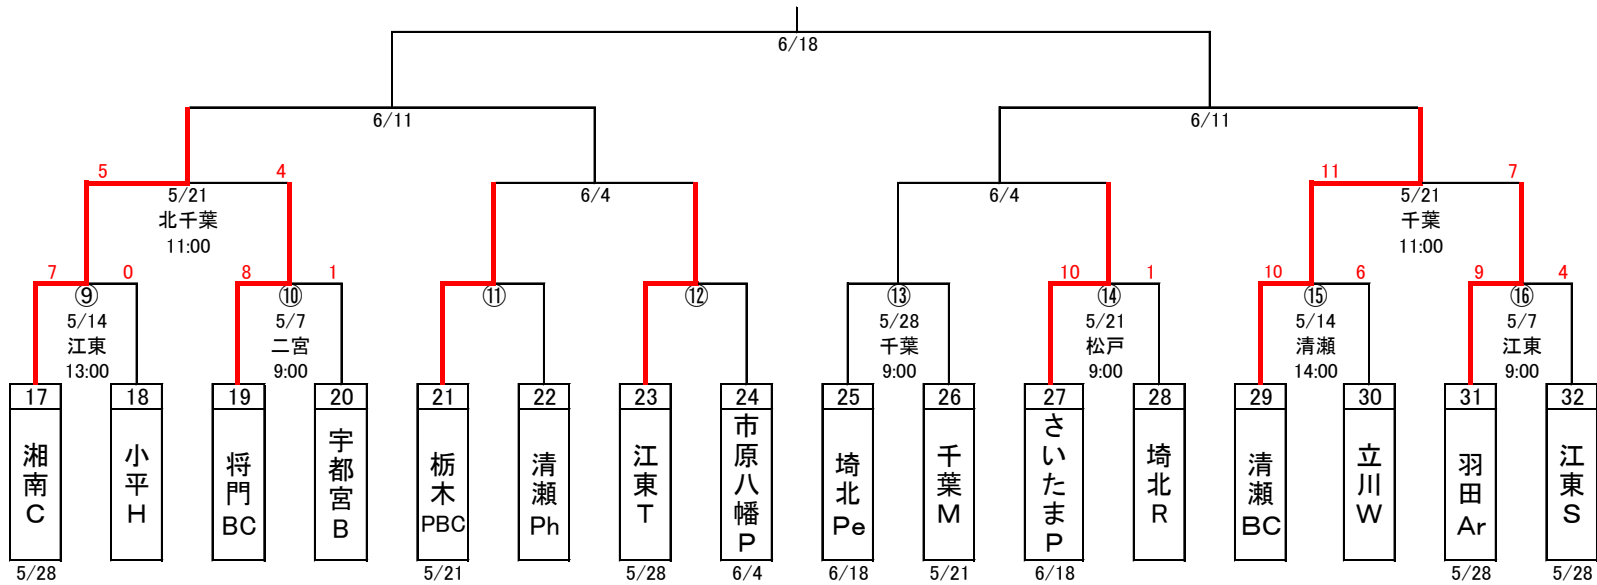 6/18
6/11
6/11
5
4
11
7
5/21
北千葉
11:00
6/4
6/4
5/21
千葉
11:00
7
0
8
1
10
1
10
6
9
4
⑨
5/14
江東
13:00
⑩
5/7
二宮
9:00
⑪
⑫
⑬
5/28
千葉
9:00
⑭
5/21
松戸
9:00
⑮
5/14
清瀬
14:00
⑯
5/7
江東
9:00
17
湘南C
5/28
18
小平H
19
将門BC
20
宇都宮B
21
栃木PBC
5/21
22
清瀬Ph
23
江東T
5/28
24
市原八幡P
6/4
25
埼北Pe
6/18
26
千葉M
5/21
27
さいたまP
6/18
28
埼北R
29
清瀬BC
30
立川W
31
羽田Ar
5/28
32
江東S
5/28